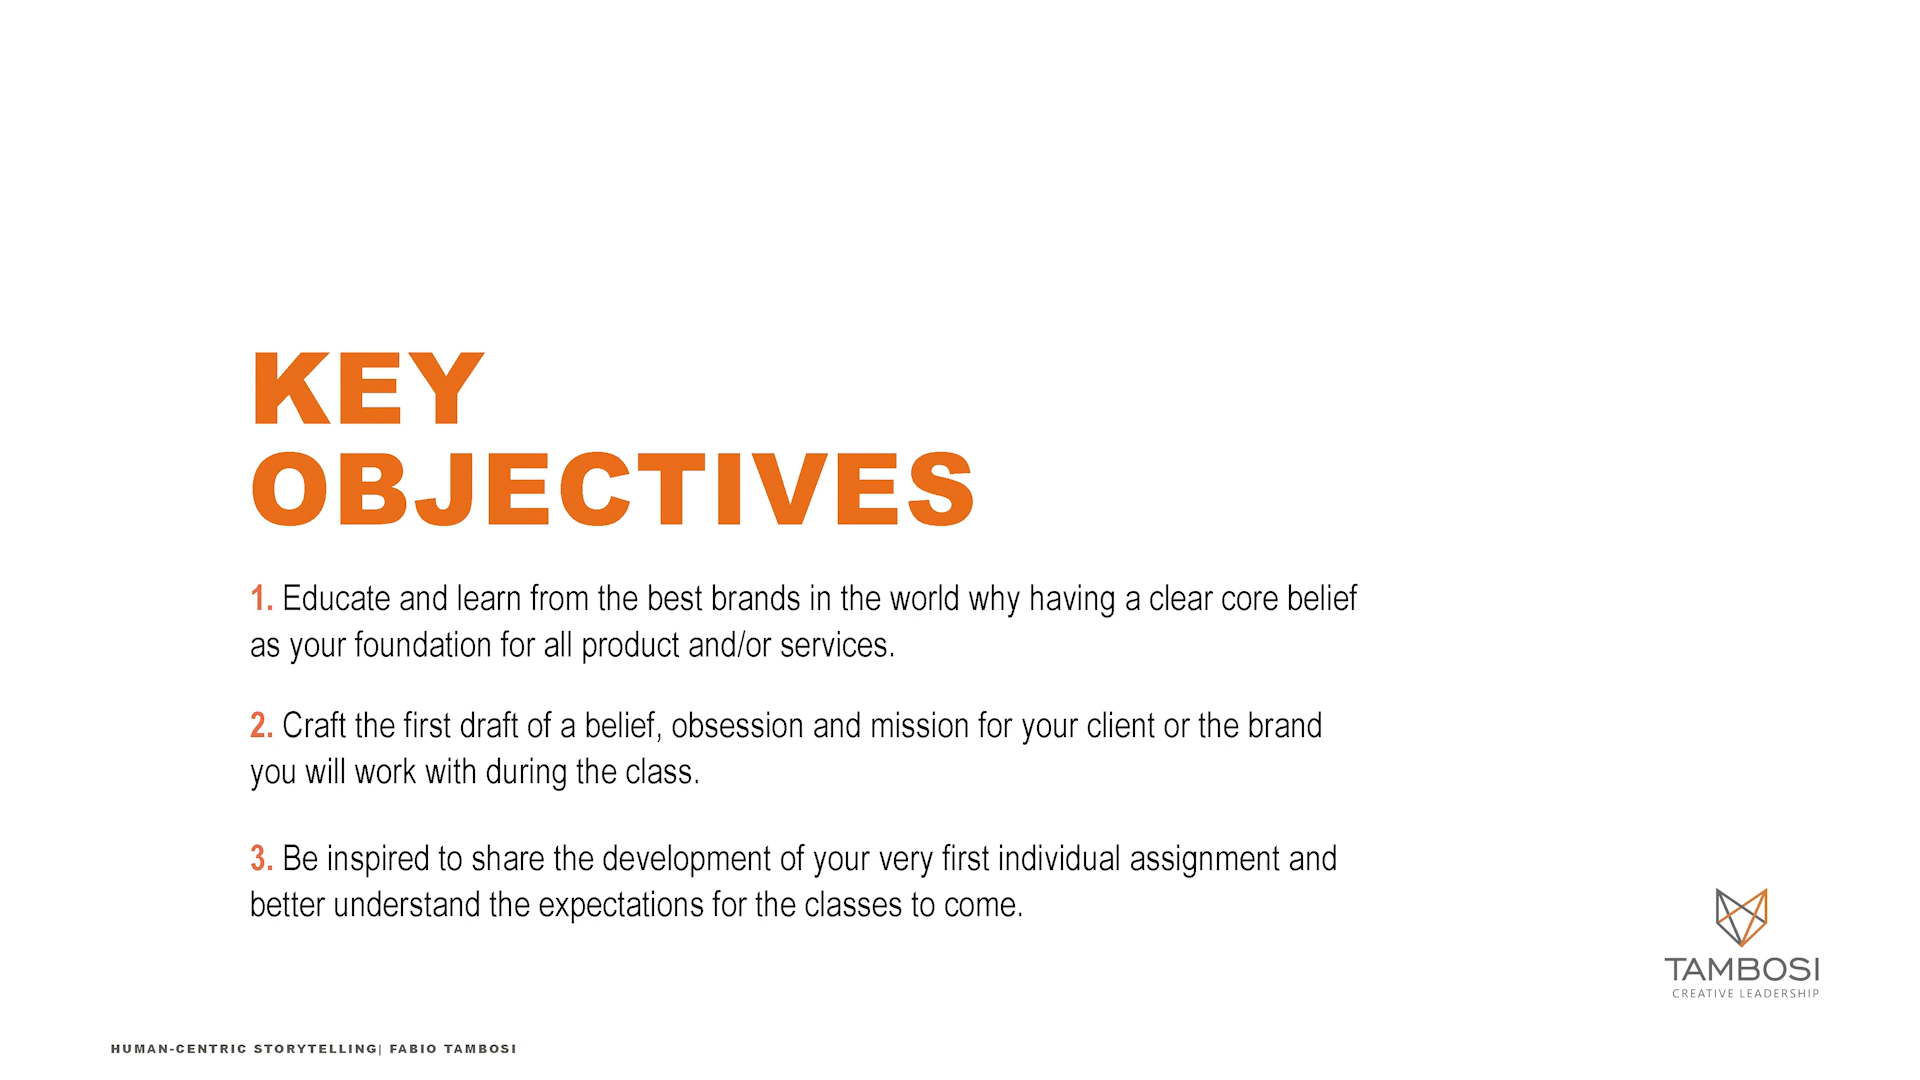 KEY
OBJECTIVES
1. Educate and learn from the best brands in the world why having a clear core belief
as your foundation for all product and/or services.
2. Craft the first draft of a belief, obsession and mission for your client or the brand
you will work with during the class.
3. Be inspired to share the development of your very first individual assignment and
better understand the expectations for the classes to come.
TAMBOSI
CREATIVE LEADERSHIP
HUMAN-CENTRIC STORYTELLING| FABIO TAMBOSI